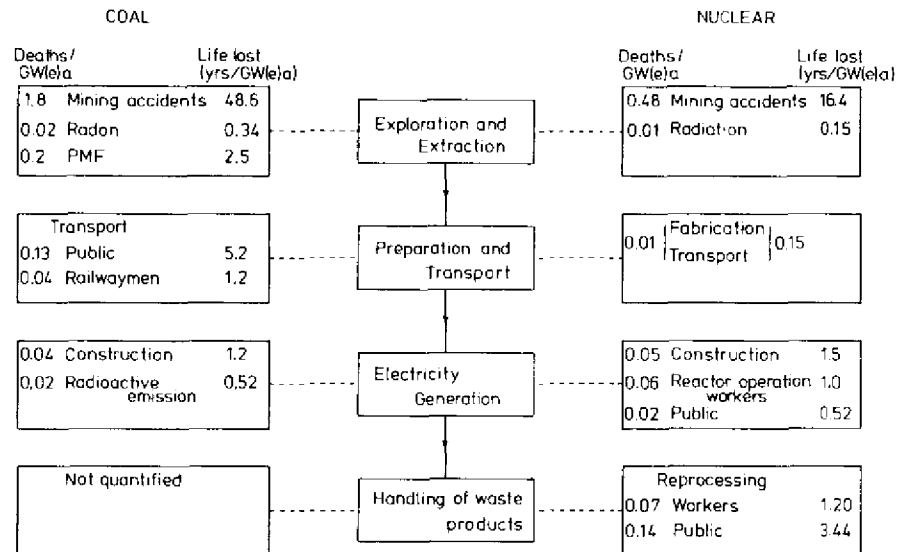 COAL
NUCLEAR
Deaths/ Life lost
GW(e)a (yrs/GW(e)a)
1.8 Mining accidents 48.6
0.02 Radon 0.34
0.2 PMF 2.5
Exploration and
Extraction
Deaths/ Life lost
GW(e)a (yrs/GW(e)a)
0.48 Mining accidents 16.4
0.01 Radiation 0.15
Transport
0.13 Public 5.2
0.04 Railwaymen 1.2
Preparation and
Transport
0.01 Fabrication 0.15
Transport
0.04 Construction 1.2
0.02 Radioactive 0.52
emission
Electricity
Generation
0.05 Construction 1.5
0.06 Reactor operation 1.0
workers
0.02 Public 0.52
Not quantified
Handling of waste
products
Reprocessing
0.07 Workers 1.20
0.14 Public 3.44